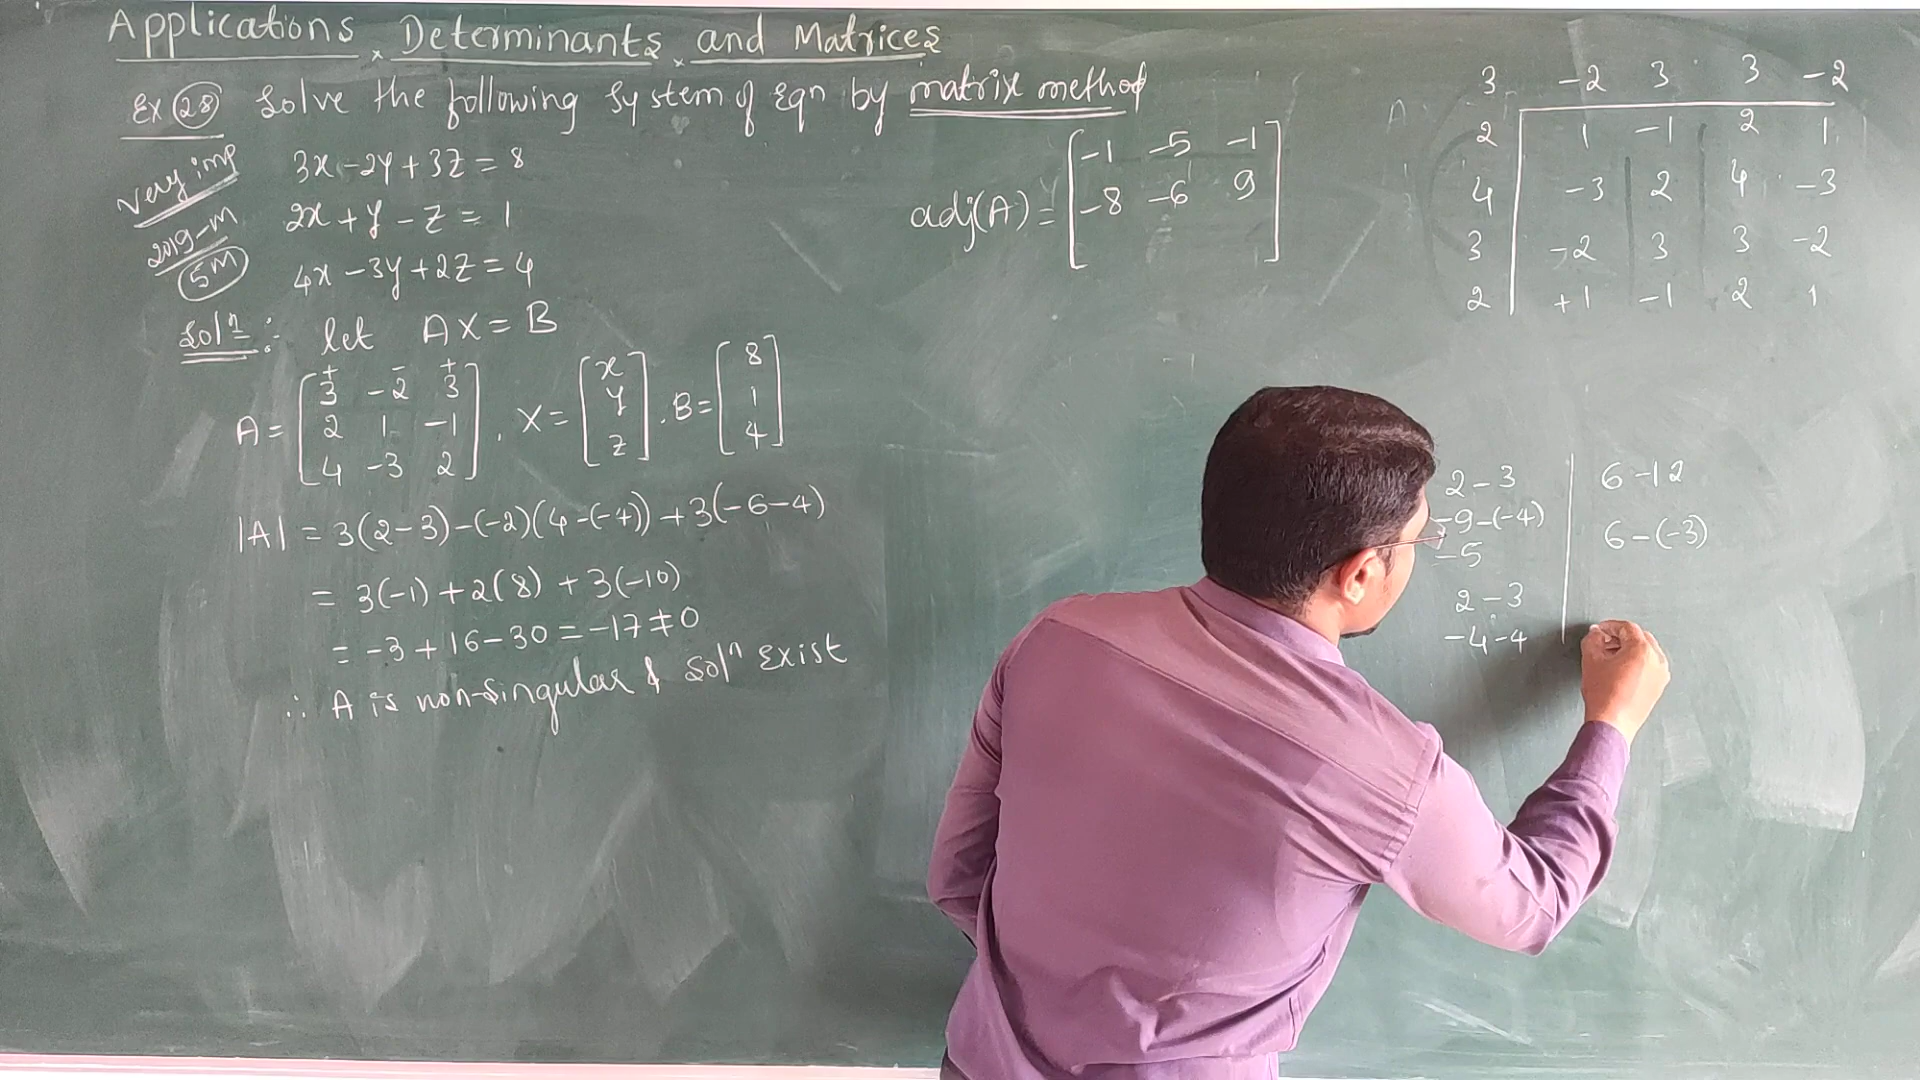 Applications Determinants and Matrices
Ex 28 Solve the following System of Eqn by matrix method
Very imp
2019-M
5M
3x-2y+3z=8
2x+y-z=1
4x-3y+2z=4
Solⁿ: let AX=B
+ - +
A= [ 3 -2 3 ] , X= [ x ] , B= [ 8 ]
2 1 -1 y 1
4 -3 2 z 4
|A| = 3(2-3)-(-2)(4-(-4))+3(-6-4)
= 3(-1)+2(8)+3(-10)
= -3+16-30=-17≠0
∴ A is non-singular & Solⁿ Exist
adj(A)= [ -1 -5 -1 ]
-8 -6 9
3 -2 3 3 -2
2 1 -1 2 1
4 -3 2 4 -3
3 -2 3 3 -2
2 +1 -1 2 1
2-3
-9-(-4)
-5
2-3
-4-4
6-12
6-(-3)